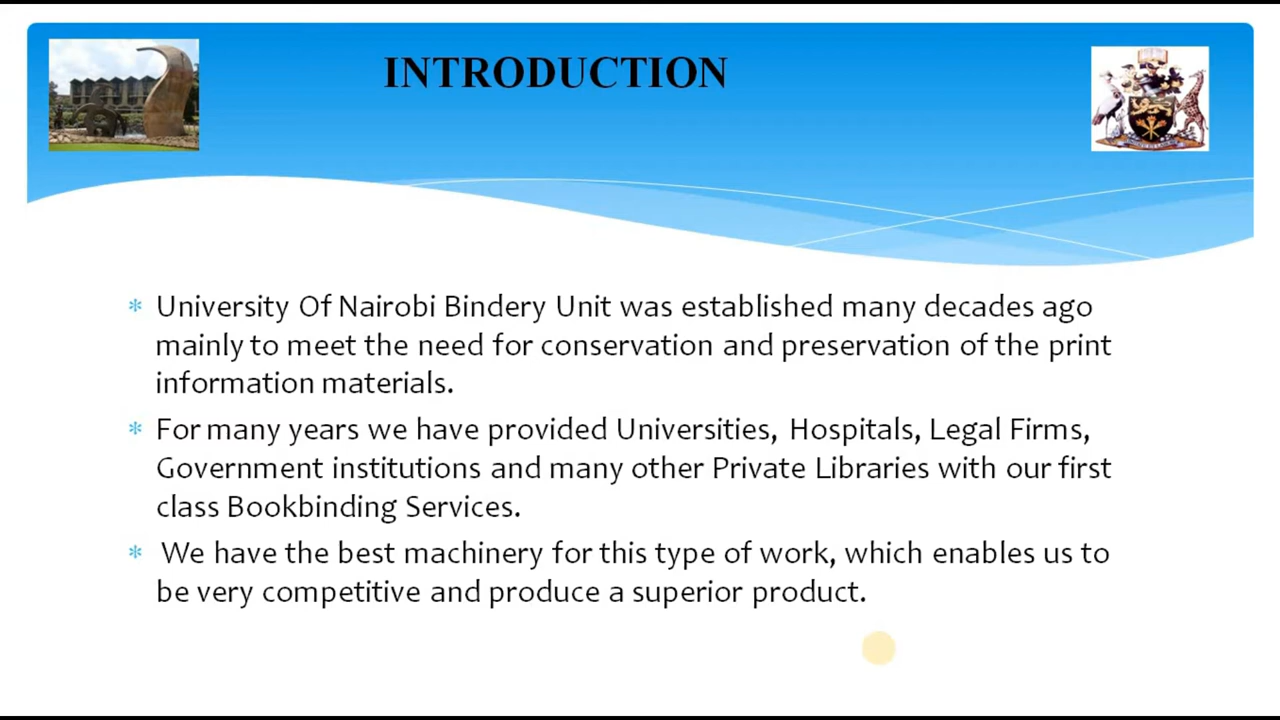 INTRODUCTION
* University Of Nairobi Bindery Unit was established many decades ago
mainly to meet the need for conservation and preservation of the print
information materials.
* For many years we have provided Universities, Hospitals, Legal Firms,
Government institutions and many other Private Libraries with our first
class Bookbinding Services.
* We have the best machinery for this type of work, which enables us to
be very competitive and produce a superior product.